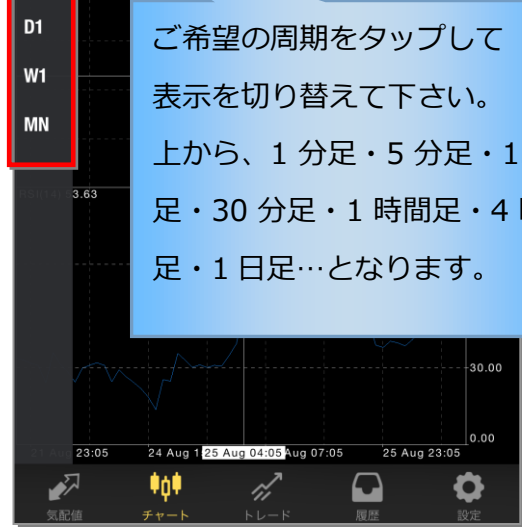 D1
W1
MN
ご希望の周期をタップして
表示を切り替えて下さい。
上から、1 分足・5 分足・1
足・30 分足・1 時間足・4
足・1 日足…となります。
3.63
30.00
0.00
21 Aug 23:05
24 Aug 1
25 Aug 04:05
Aug 07:05
25 Aug 23:05
気配値
チャート
トレード
履歴
設定